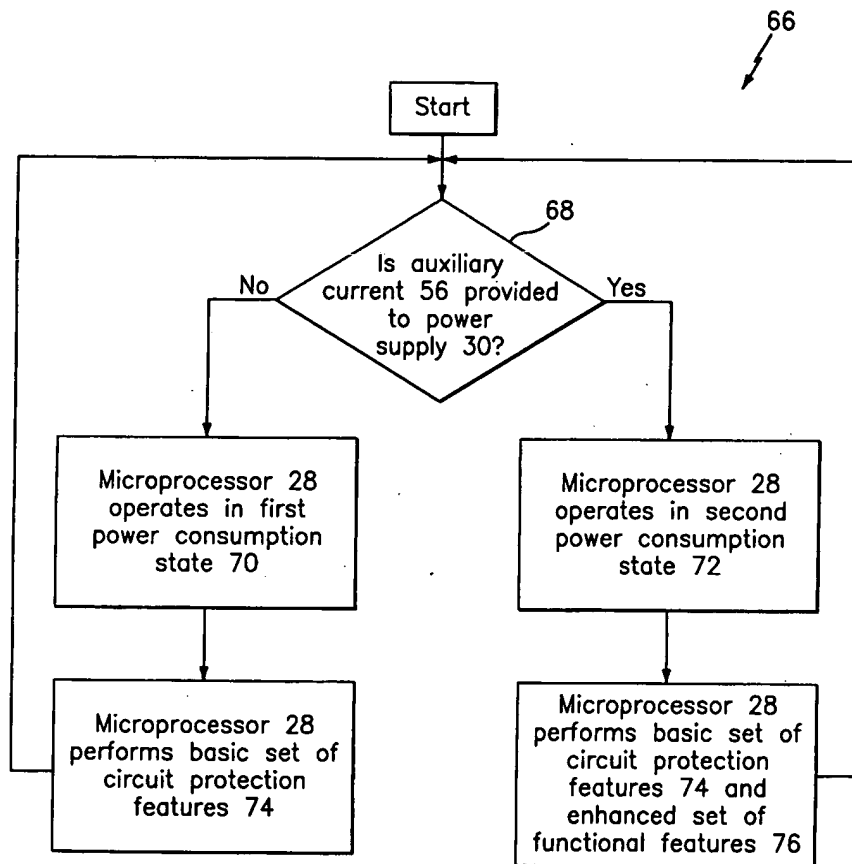 66
Start
68
Is auxiliary
current 56 provided
to power
supply 30?
No
Yes
Microprocessor 28
operates in first
power consumption
state 70
Microprocessor 28
operates in second
power consumption
state 72
Microprocessor 28
performs basic set of
circuit protection
features 74
Microprocessor 28
performs basic set of
circuit protection
features 74 and
enhanced set of
functional features 76